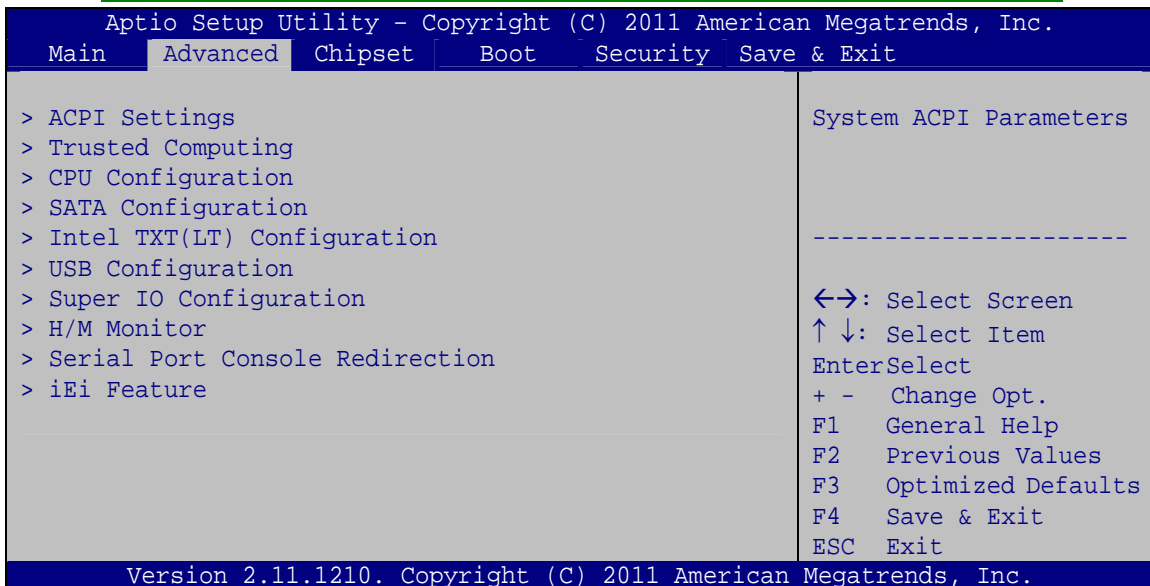 Aptio Setup Utility – Copyright (C) 2011 American Megatrends, Inc.
Main Advanced Chipset Boot Security Save & Exit
> ACPI Settings
> Trusted Computing
> CPU Configuration
> SATA Configuration
> Intel TXT(LT) Configuration
> USB Configuration
> Super IO Configuration
> H/M Monitor
> Serial Port Console Redirection
> iEi Feature
System ACPI Parameters
----------------------
←→: Select Screen
↑ ↓: Select Item
EnterSelect
+ - Change Opt.
F1 General Help
F2 Previous Values
F3 Optimized Defaults
F4 Save & Exit
ESC Exit
Version 2.11.1210. Copyright (C) 2011 American Megatrends, Inc.